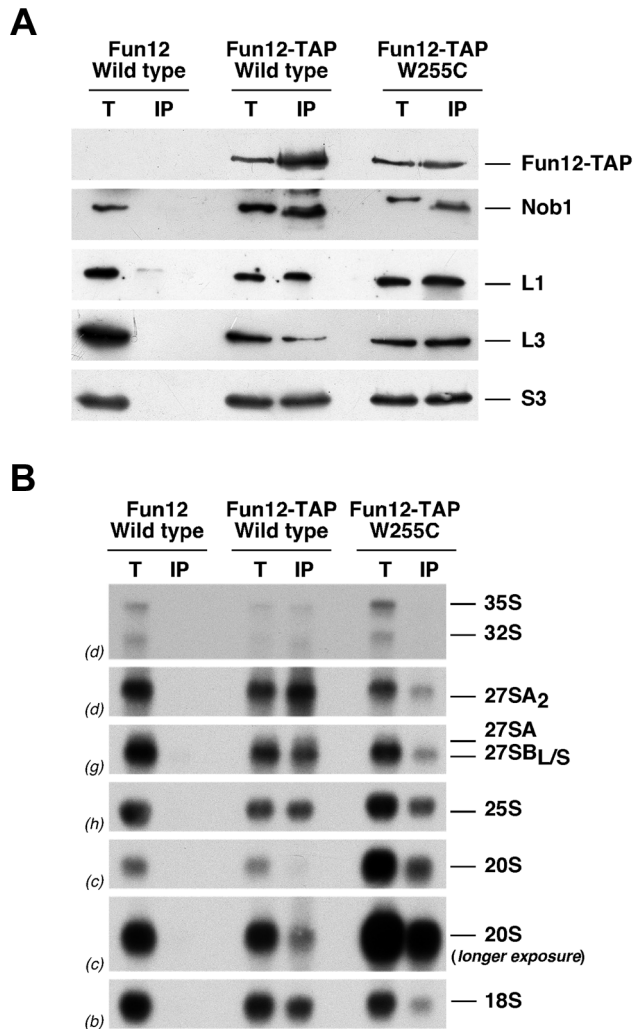 A
Fun12 Fun12-TAP Fun12-TAP
Wild type Wild type W255C
T IP T IP T IP
Fun12-TAP
Nob1
L1
L3
S3
B
Fun12 Fun12-TAP Fun12-TAP
Wild type Wild type W255C
T IP T IP T IP
35S
32S
(d)
(d) 27SA2
27SA
(g) 27SBL/S
(h) 25S
(c) 20S
20S
(c) (longer exposure)
(b) 18S